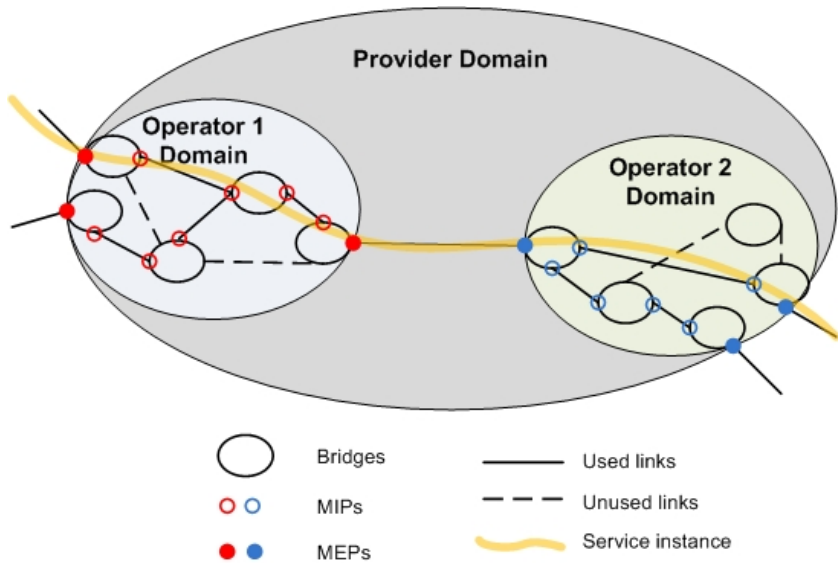 Provider Domain
Operator 1
Domain
Operator 2
Domain
Bridges
Used links
MIPs
Unused links
MEPs
Service instance